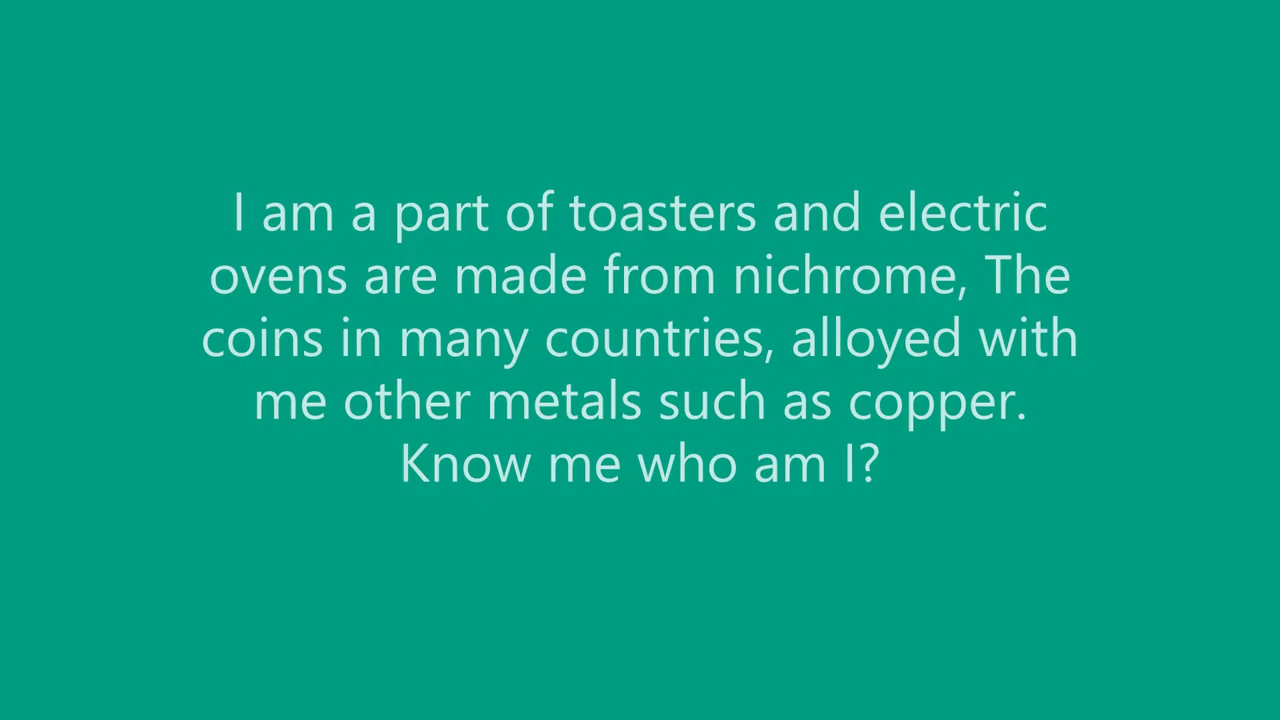 I am a part of toasters and electric
ovens are made from nichrome, The
coins in many countries, alloyed with
me other metals such as copper.
Know me who am I?